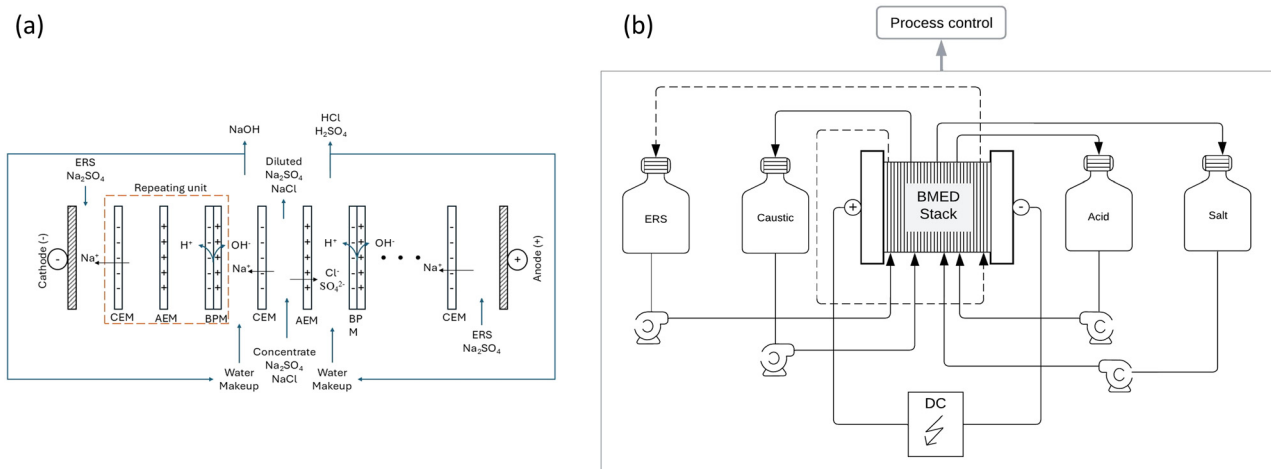 (a)
NaOH
HCl
H₂SO₄
ERS
Na₂SO₄
Diluted
Na₂SO₄
NaCl
Repeating unit
Cathode (-)
-
Na⁺
H⁺
OH⁻
Na⁺
Cl⁻
SO₄²⁻
H⁺
OH⁻
Na⁺
+
Anode (+)
CEM
AEM
BPM
CEM
AEM
BP
M
CEM
ERS
Na₂SO₄
Water
Makeup
Concentrate
Na₂SO₄
NaCl
Water
Makeup
(b)
Process control
ERS
Caustic
+
BMED
Stack
-
Acid
Salt
DC